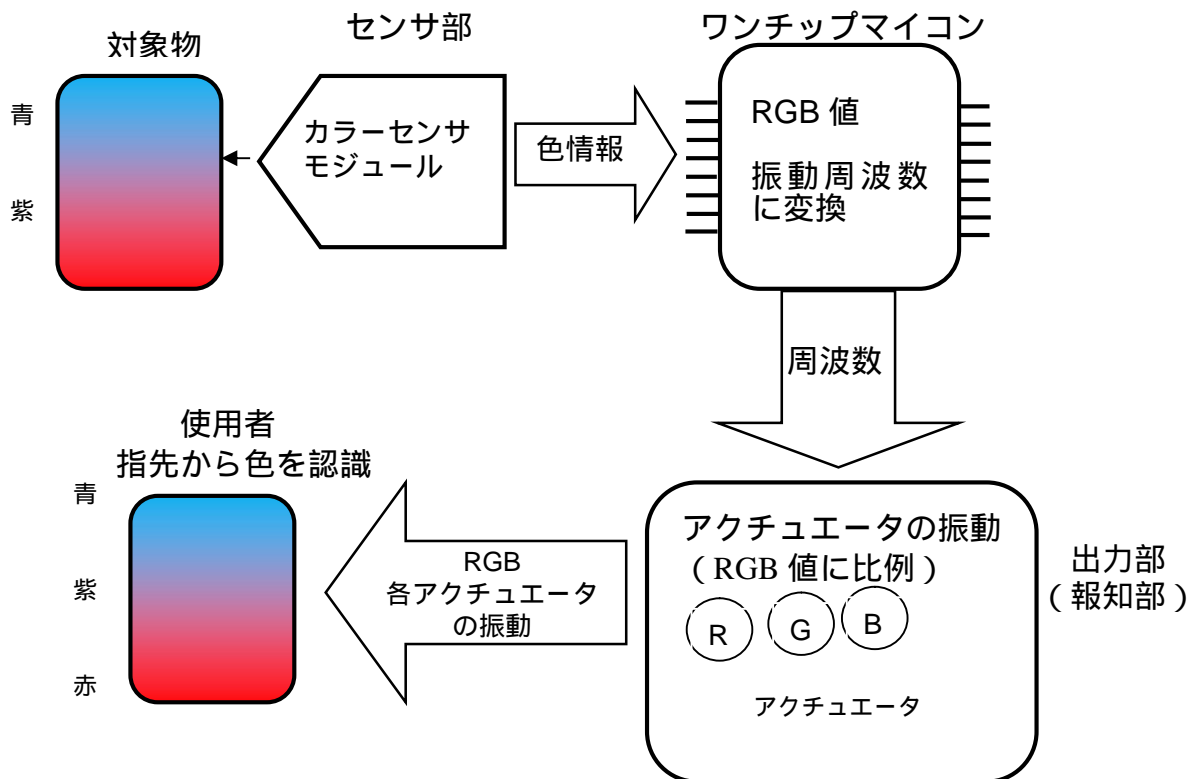 対象物
センサ部
ワンチップマイコン
青
紫
カラーセンサ
モジュール
色情報
RGB 値
振動周波数
に変換
周波数
使用者
指先から色を認識
青
紫
赤
RGB
各アクチュエータ
の振動
アクチュエータの振動
（RGB 値に比例）
R
G
B
アクチュエータ
出力部
（報知部）